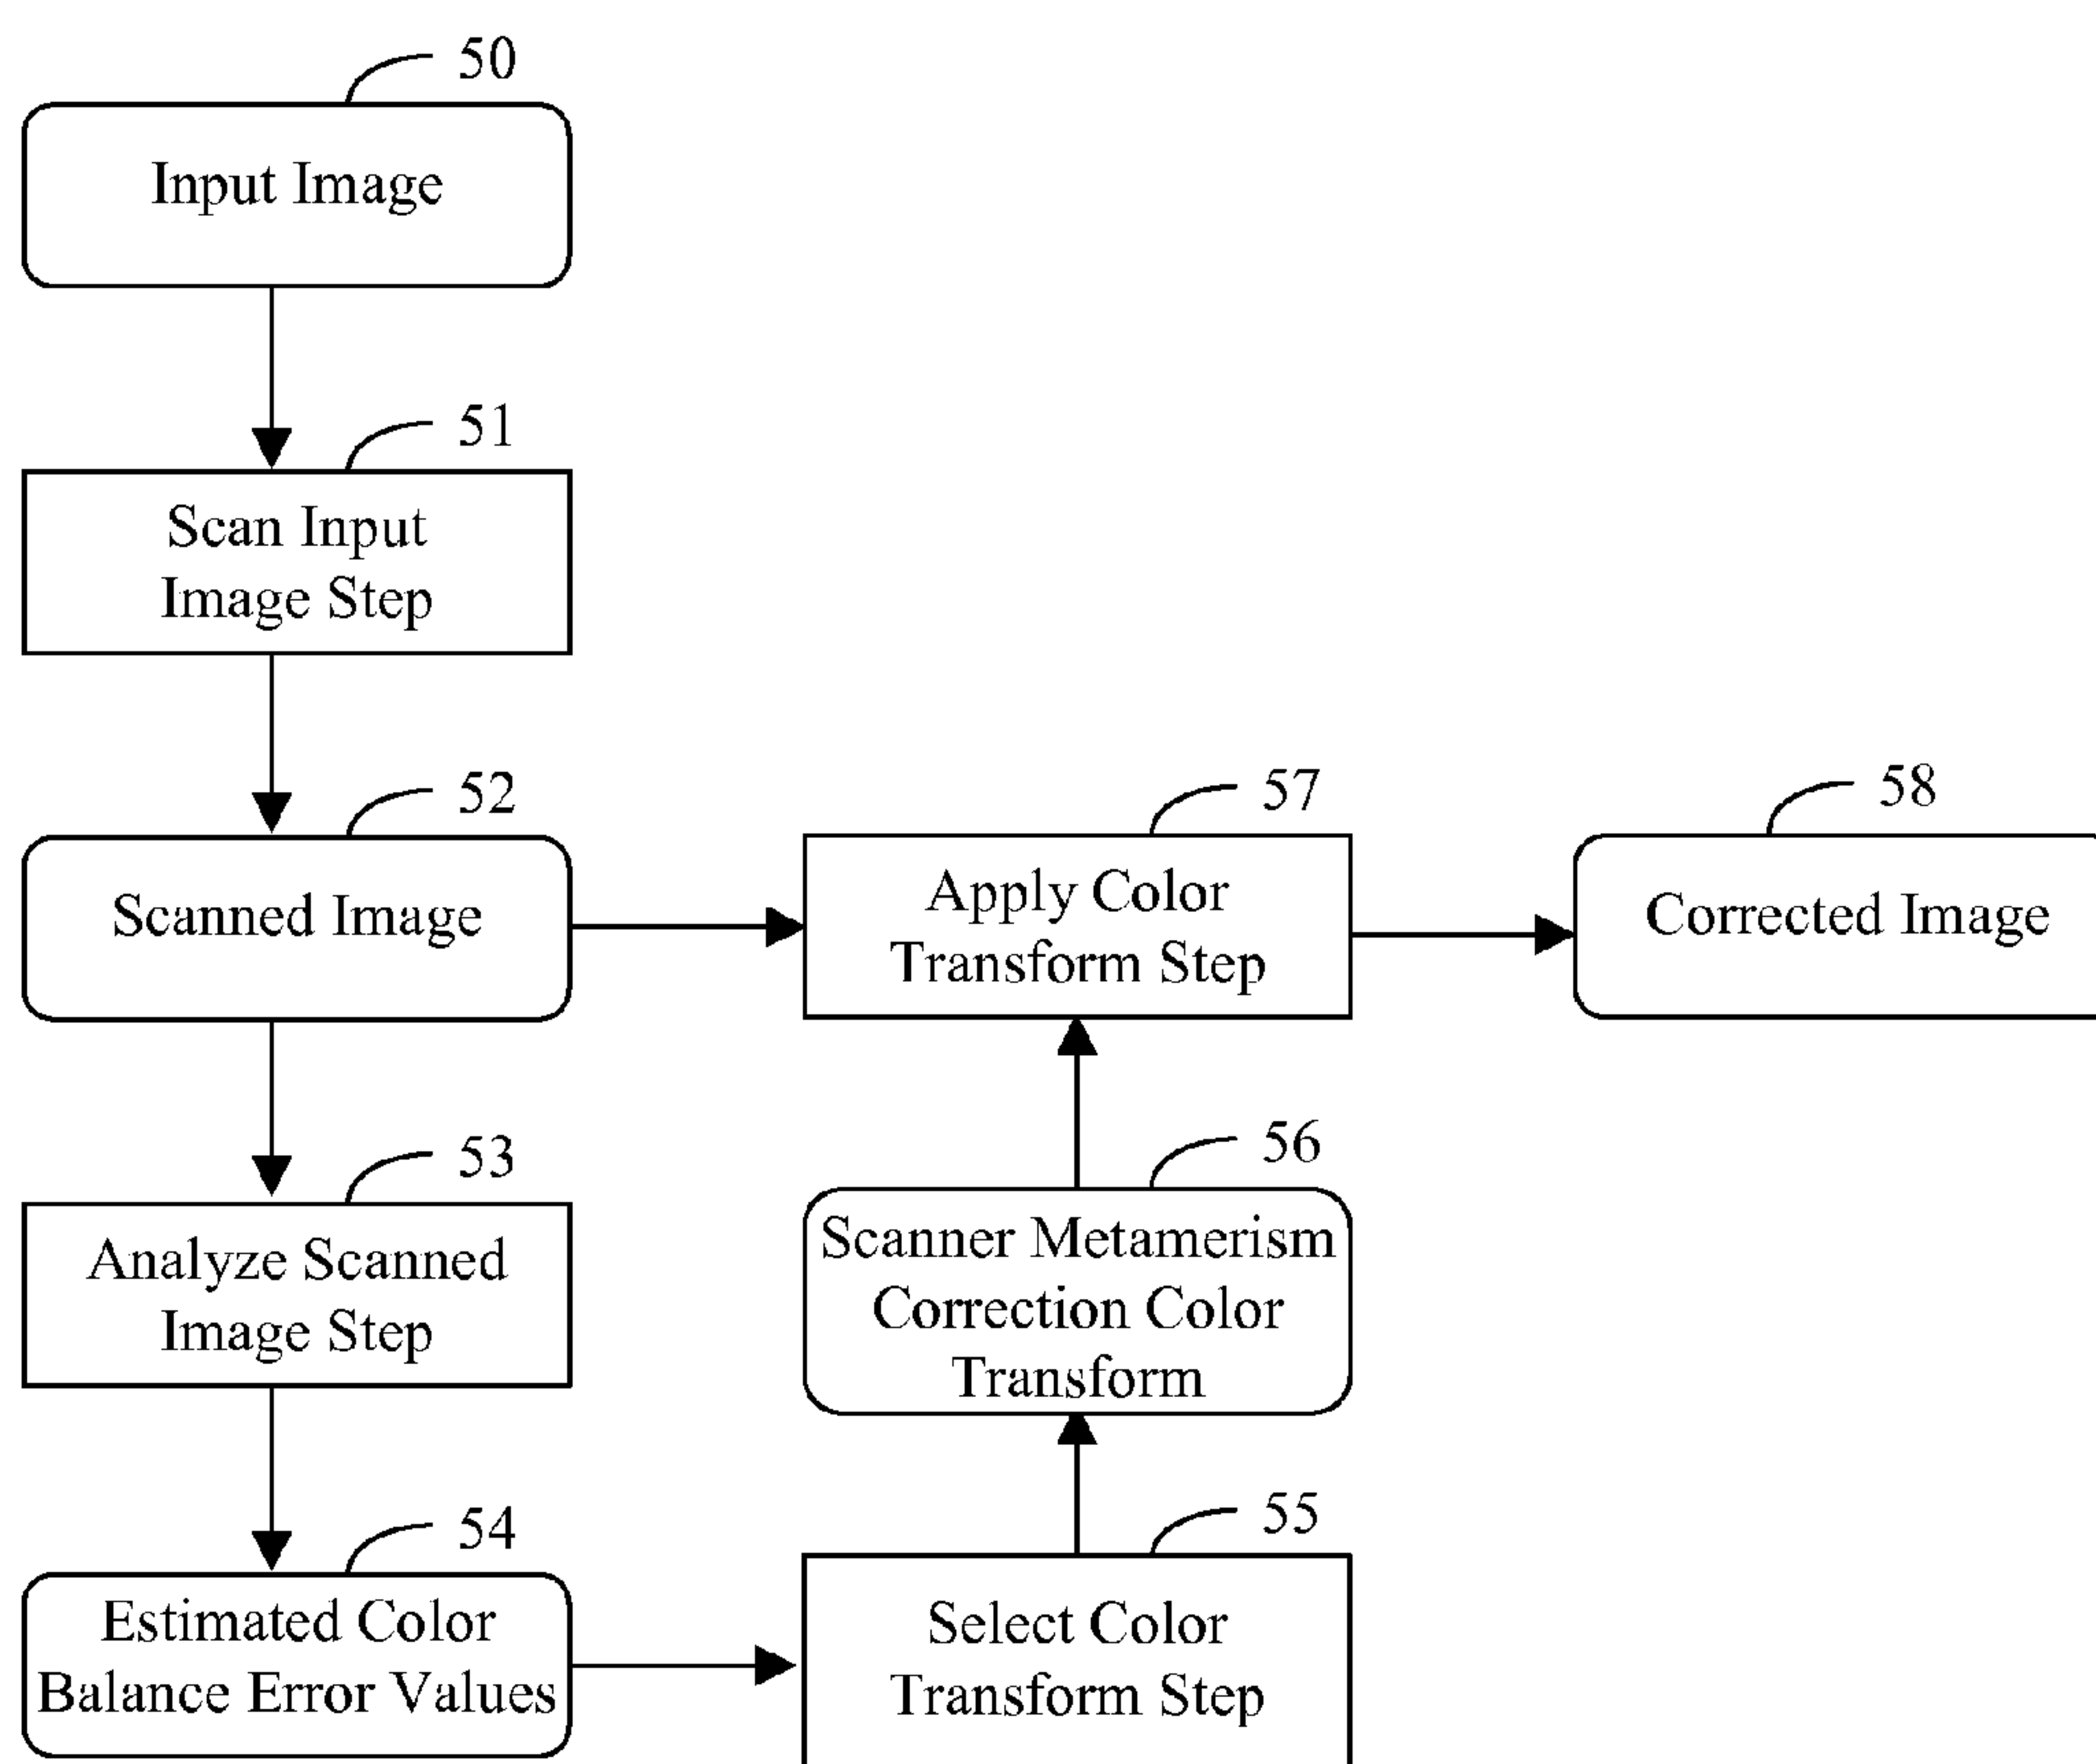 50
Input Image
51
Scan Input
Image Step
52
Scanned Image
57
Apply Color
Transform Step
58
Corrected Image
53
Analyze Scanned
Image Step
56
Scanner Metamerism
Correction Color
Transform
54
Estimated Color
Balance Error Values
55
Select Color
Transform Step